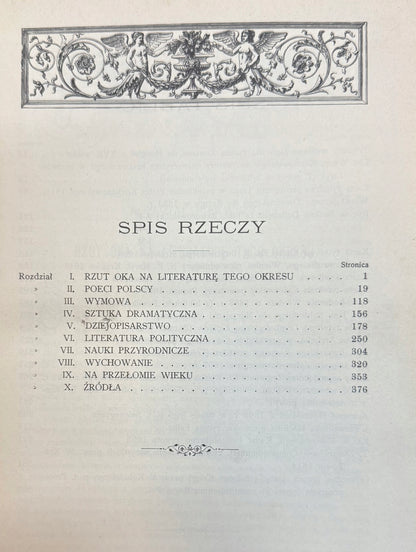 SPIS RZECZY
Stronica
Rozdział I. RZUT OKA NA LITERATURĘ TEGO OKRESU . . . . . 1
» II. POECI POLSCY . . . . . . . . . . . . . . . . 19
» III. WYMOWA . . . . . . . . . . . . . . . . . . 118
» IV. SZTUKA DRAMATYCZNA . . . . . . . . . . . . . 156
» V. DZIEJOPISARSTWO . . . . . . . . . . . . . . . 178
» VI. LITERATURA POLITYCZNA . . . . . . . . . . . . 250
» VII. NAUKI PRZYRODNICZE . . . . . . . . . . . . . 304
» VIII. WYCHOWANIE . . . . . . . . . . . . . . . . 320
» IX. NA PRZEŁOMIE WIEKU . . . . . . . . . . . . . 353
» X. ŹRÓDŁA . . . . . . . . . . . . . . . . . . . 376